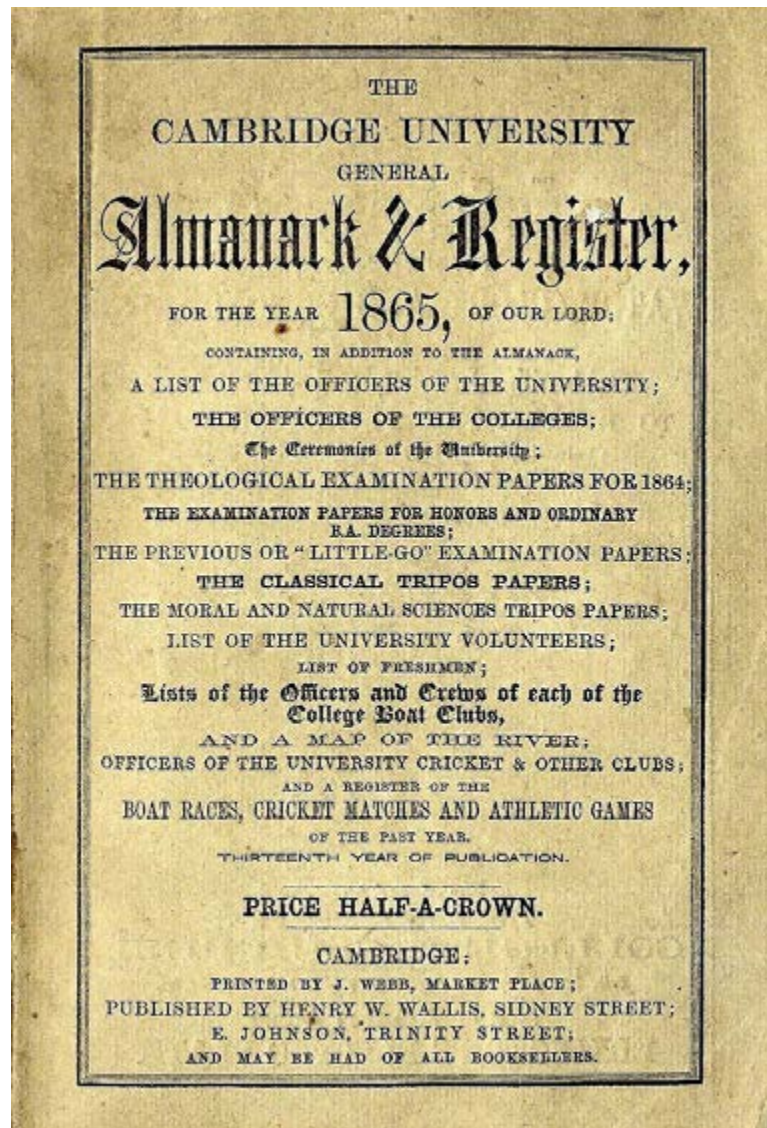 THE
CAMBRIDGE UNIVERSITY
GENERAL
Almanack & Register,
FOR THE YEAR 1865, OF OUR LORD;
CONTAINING, IN ADDITION TO THE ALMANACK,
A LIST OF THE OFFICERS OF THE UNIVERSITY;
THE OFFICERS OF THE COLLEGES;
The Ceremonies of the University;
THE THEOLOGICAL EXAMINATION PAPERS FOR 1864;
THE EXAMINATION PAPERS FOR HONORS AND ORDINARY
B.A. DEGREES;
THE PREVIOUS OR "LITTLE-GO" EXAMINATION PAPERS;
THE CLASSICAL TRIPOS PAPERS;
THE MORAL AND NATURAL SCIENCES TRIPOS PAPERS;
LIST OF THE UNIVERSITY VOLUNTEERS;
LIST OF FRESHMEN;
Lists of the Officers and Crews of each of the
College Boat Clubs,
AND A MAP OF THE RIVER;
OFFICERS OF THE UNIVERSITY CRICKET & OTHER CLUBS;
AND A REGISTER OF THE
BOAT RACES, CRICKET MATCHES AND ATHLETIC GAMES
OF THE PAST YEAR.
THIRTEENTH YEAR OF PUBLICATION.
PRICE HALF-A-CROWN.
CAMBRIDGE:
PRINTED BY J. WEBB, MARKET PLACE;
PUBLISHED BY HENRY W. WALLIS, SIDNEY STREET;
E. JOHNSON, TRINITY STREET;
AND MAY BE HAD OF ALL BOOKSELLERS.